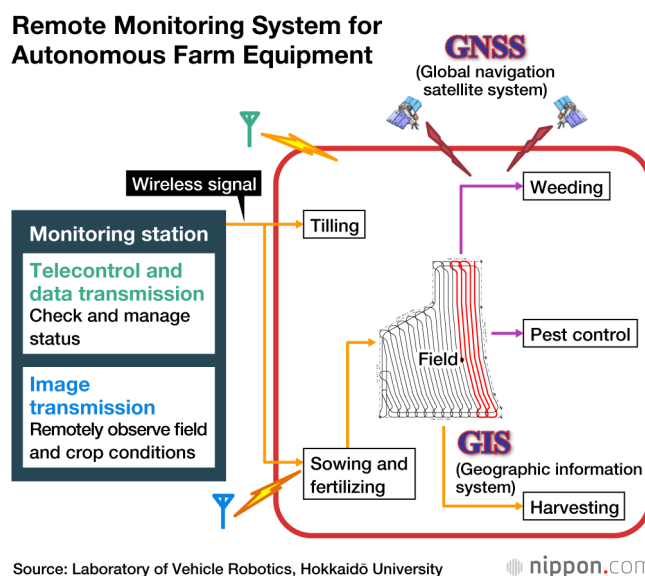 Remote Monitoring System for
Autonomous Farm Equipment
GNSS
(Global navigation
satellite system)
Wireless signal
Weeding
Monitoring station
Tilling
Telecontrol and
data transmission
Check and manage
status
Pest control
Field
Image
transmission
Remotely observe field
and crop conditions
Sowing and
fertilizing
GIS
(Geographic information
system)
Harvesting
Source: Laboratory of Vehicle Robotics, Hokkaidō University
nippon.com